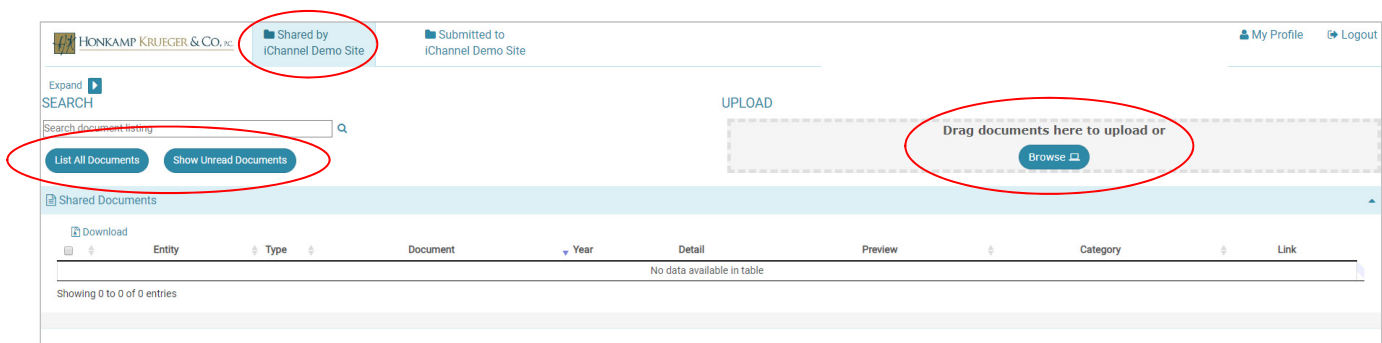 HK HONKAMP KRUEGER & CO. P.C.
Shared by
iChannel Demo Site
Submitted to
iChannel Demo Site
My Profile
Logout
Expand
SEARCH
UPLOAD
Search document listing
Drag documents here to upload or
List All Documents
Show Unread Documents
Browse
Shared Documents
Download
Entity Type Document Year Detail Preview Category Link
No data available in table
Showing 0 to 0 of 0 entries